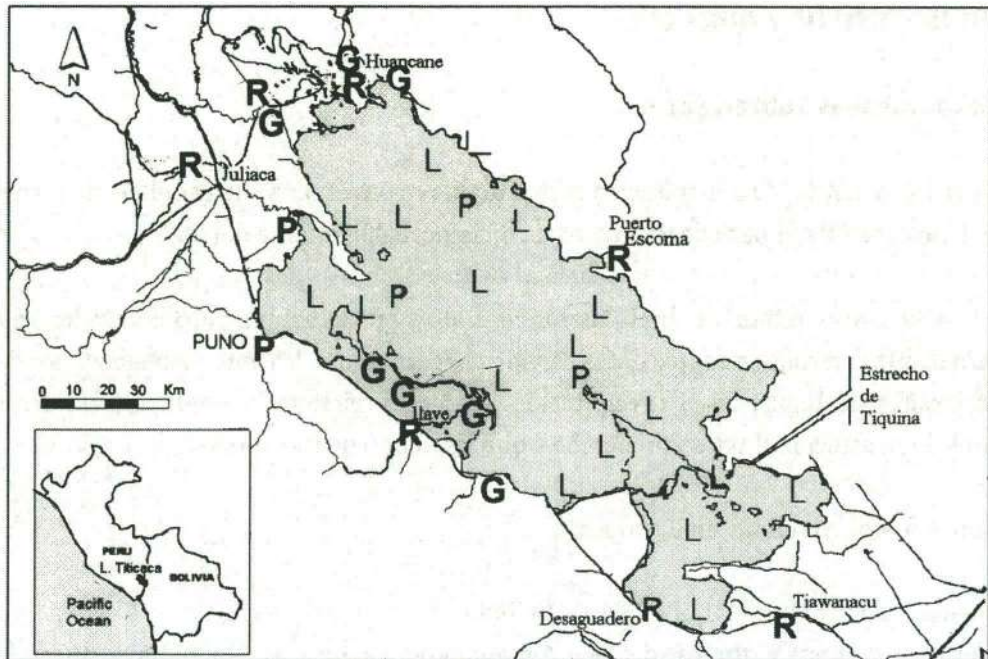 G
Huancane
G
N
R
R
G
L
L
R
Juliaca
P
L
L
P
L
Puerto
Escoma
R
L
L
P
L
L
L
PUNO
P
L
G
G
L
P
Ilave
G
R
L
Estrecho
de
Tiquina
0 10 20 30 Km
L
G
L
L
L
L
PERU
L. Titicaca
BOLIVIA
Pacific
Ocean
Desaguadero
R
L
Tiawanacu
R